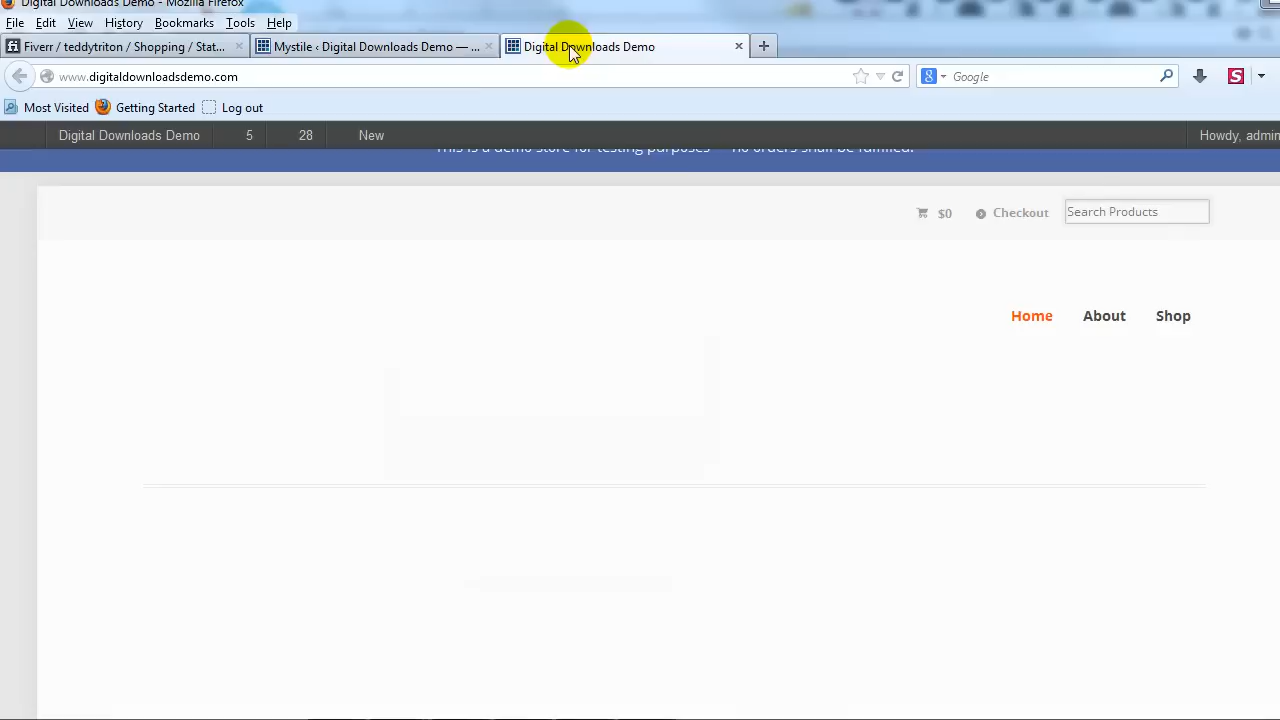 Digital Downloads Demo - Mozilla Firefox
File Edit View History Bookmarks Tools Help
Fiverr / teddytriton / Shopping / Stat... Mystile ‹ Digital Downloads Demo — ... Digital Downloads Demo
www.digitaldownloadsdemo.com Google
Most Visited Getting Started Log out
Digital Downloads Demo 5 28 New Howdy, admin
This is a demo store for testing purposes — no orders shall be fulfilled.
$0 Checkout Search Products
Home About Shop